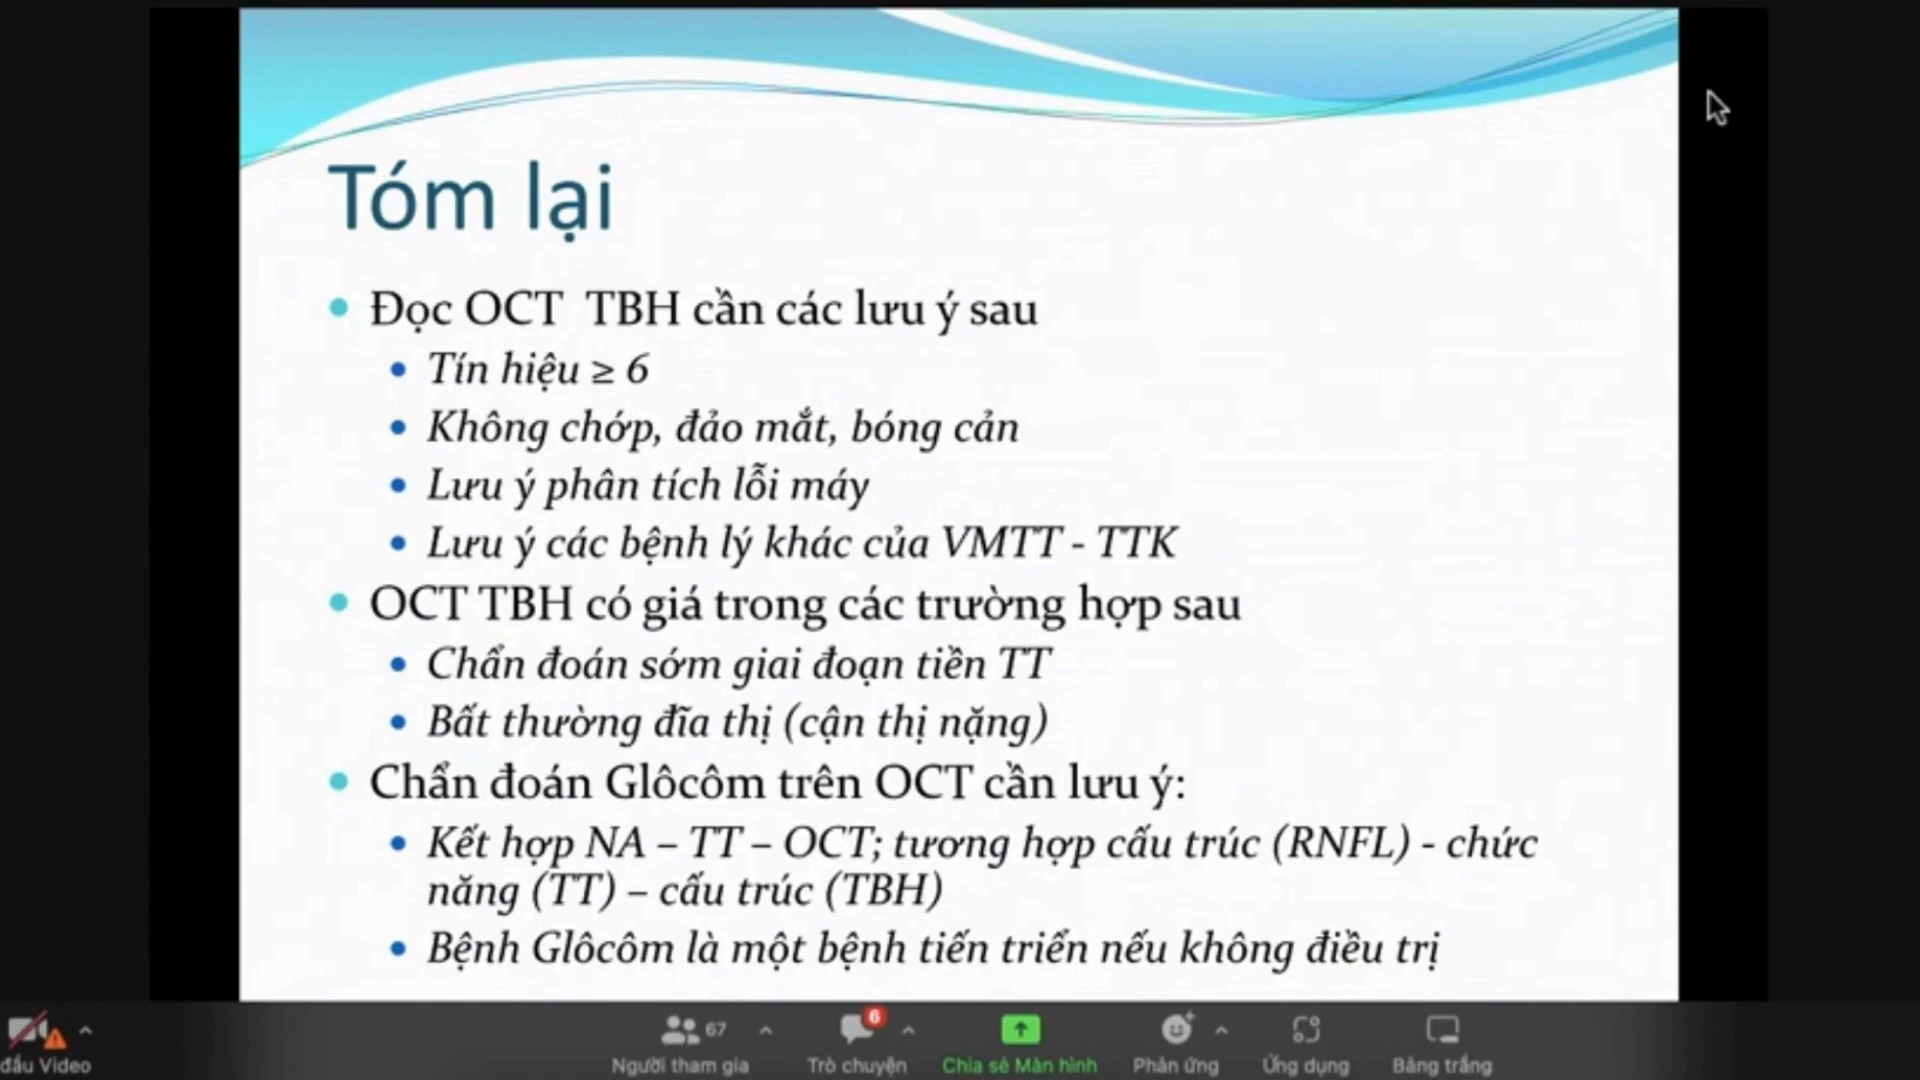 Tóm lại
Đọc OCT TBH cần các lưu ý sau
Tín hiệu ≥ 6
Không chớp, đảo mắt, bóng cản
Lưu ý phân tích lỗi máy
Lưu ý các bệnh lý khác của VMTT - TTK
OCT TBH có giá trong các trường hợp sau
Chẩn đoán sớm giai đoạn tiền TT
Bất thường đĩa thị (cận thị nặng)
Chẩn đoán Glôcôm trên OCT cần lưu ý:
Kết hợp NA – TT – OCT; tương hợp cấu trúc (RNFL) - chức
năng (TT) – cấu trúc (TBH)
Bệnh Glôcôm là một bệnh tiến triển nếu không điều trị
67
6
đầu Video
Người tham gia
Trò chuyện
Chia sẻ Màn hình
Phản ứng
Ứng dụng
Bảng trắng